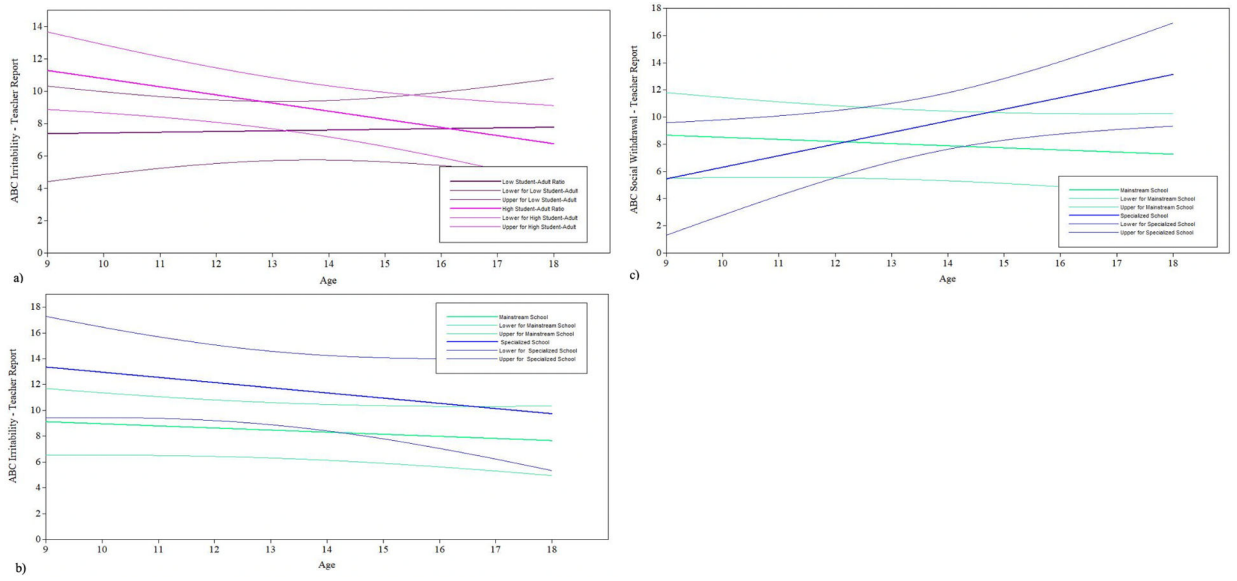 ABC Irritability - Teacher Report
14
12
10
8
6
4
2
0
9 10 11 12 13 14 15 16 17 18
Age
Low Student-Adult Ratio
Lower for Low Student-Adult
Upper for Low Student-Adult
High Student-Adult Ratio
Lower for High Student-Adult
Upper for High Student-Adult
a)
ABC Social Withdrawal - Teacher Report
18
16
14
12
10
8
6
4
2
0
9 10 11 12 13 14 15 16 17 18
Age
Mainstream School
Lower for Mainstream School
Upper for Mainstream School
Specialized School
Lower for Specialized School
Upper for Specialized School
c)
ABC Irritability - Teacher Report
18
16
14
12
10
8
6
4
2
0
9 10 11 12 13 14 15 16 17 18
Age
Mainstream School
Lower for Mainstream School
Upper for Mainstream School
Specialized School
Lower for Specialized School
Upper for Specialized School
b)